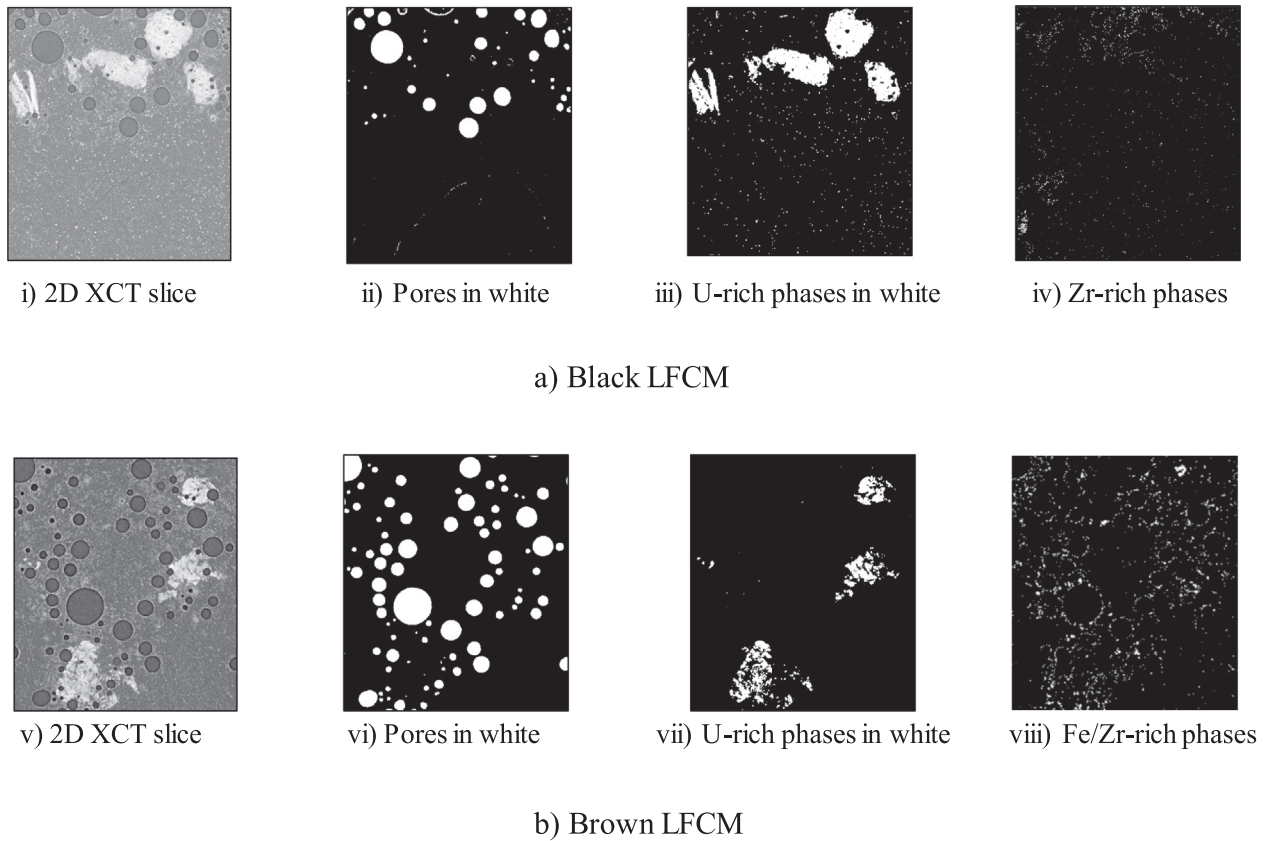 i) 2D XCT slice
ii) Pores in white
iii) U-rich phases in white
iv) Zr-rich phases
a) Black LFCM
v) 2D XCT slice
vi) Pores in white
vii) U-rich phases in white
viii) Fe/Zr-rich phases
b) Brown LFCM